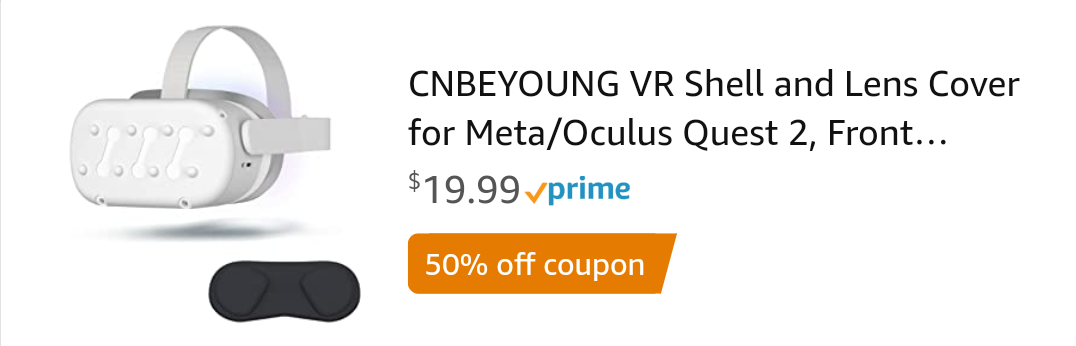 CNBEYOUNG VR Shell and Lens Cover
for Meta/Oculus Quest 2, Front...
$19.99 prime
50% off coupon